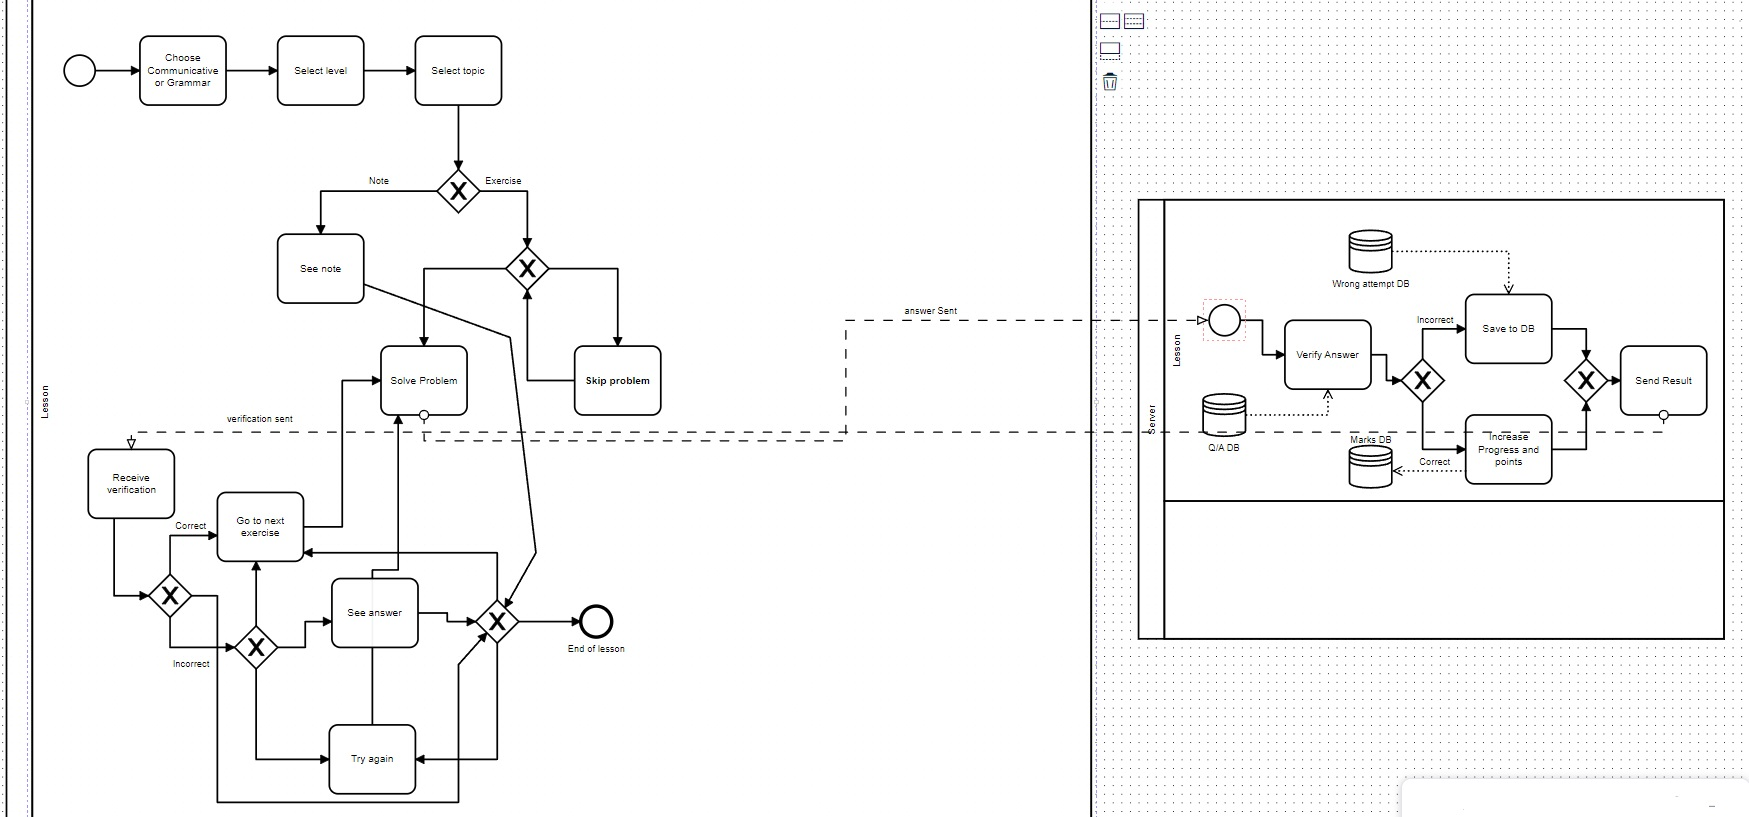 Choose
Communicative
or Grammar
Select level
Select topic
Note
Exercise
See note
Solve Problem
Skip problem
answer Sent
verification sent
Lesson
Receive
verification
Correct
Go to next
exercise
Incorrect
See answer
End of lesson
Try again
Server
Lesson
Wrong attempt DB
Verify Answer
Incorrect
Save to DB
Send Result
Q/A DB
Marks DB
Correct
Increase
Progress and
points